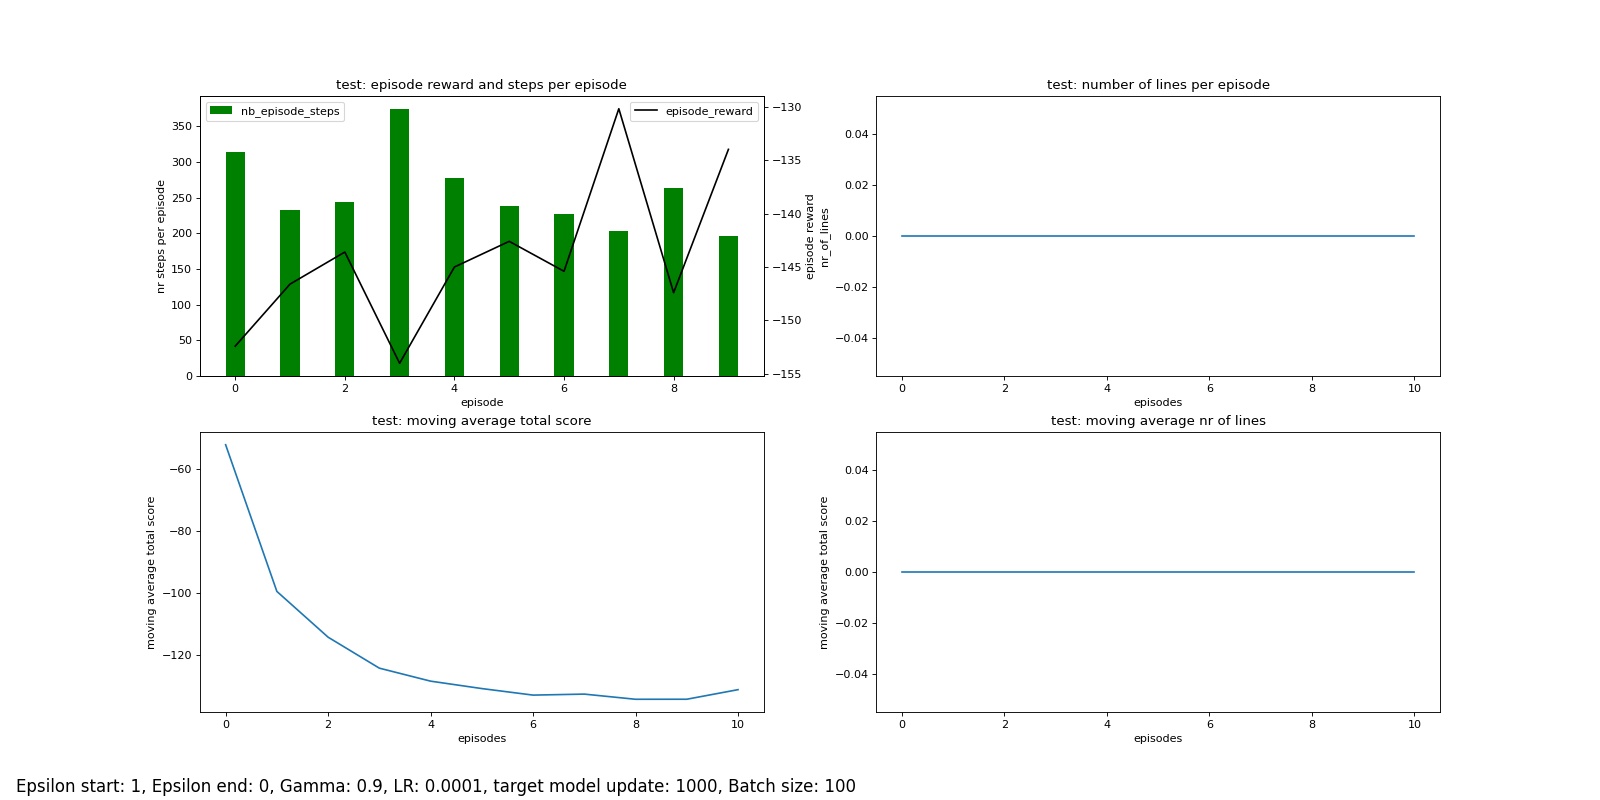 test: episode reward and steps per episode
nb_episode_steps
episode_reward
350
300
250
200
150
100
50
0
nr steps per episode
−130
−135
−140
−145
−150
−155
episode reward
0 2 4 6 8
episode
test: number of lines per episode
0.04
0.02
0.00
−0.02
−0.04
nr_of_lines
0 2 4 6 8 10
episodes
test: moving average total score
−60
−80
−100
−120
moving average total score
0 2 4 6 8 10
episodes
test: moving average nr of lines
0.04
0.02
0.00
−0.02
−0.04
moving average total score
0 2 4 6 8 10
episodes
Epsilon start: 1, Epsilon end: 0, Gamma: 0.9, LR: 0.0001, target model update: 1000, Batch size: 100